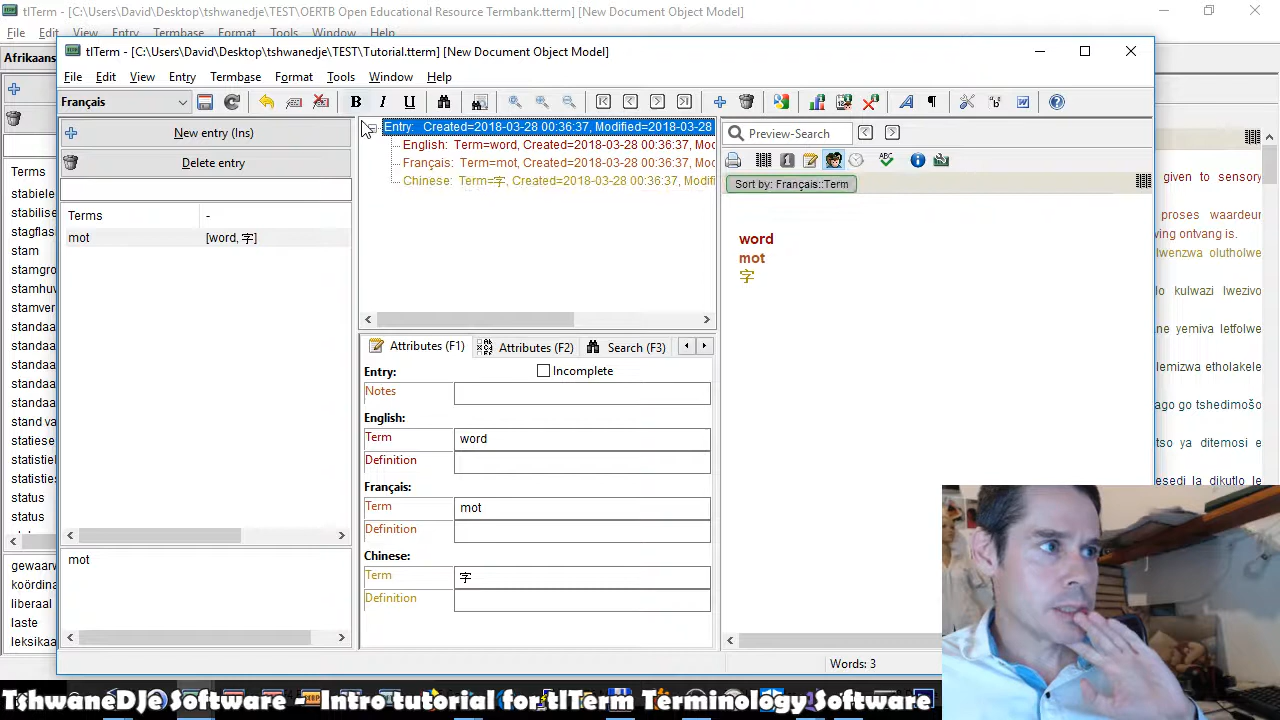 tlTerm - [C:\Users\David\Desktop\tshwanedje\TEST\OERTB Open Educational Resource Termbank.tterm] [New Document Object Model]
File Edit View Entry Termbase Format Tools Window Help
Afrikaans
Terms
stabiele
stabilise
stagflasi
stam
stamgro
stamhu
stamver
standaa
standaa
standaa
standaa
standaa
stand va
statiese
statistiel
statistie
status
status
gewaarw
koördina
liberaal
laste
leksikaa
tlTerm - [C:\Users\David\Desktop\tshwanedje\TEST\Tutorial.tterm] [New Document Object Model]
File Edit View Entry Termbase Format Tools Window Help
Français
B I U
New entry (Ins)
Delete entry
Terms -
mot [word, 字]
mot
Entry: Created=2018-03-28 00:36:37, Modified=2018-03-28
English: Term=word, Created=2018-03-28 00:36:37, Mod
Français: Term=mot, Created=2018-03-28 00:36:37, Mo
Chinese: Term=字, Created=2018-03-28 00:36:37, Modif
Attributes (F1) Attributes (F2) Search (F3)
Entry: Incomplete
Notes
English:
Term word
Definition
Français:
Term mot
Definition
Chinese:
Term 字
Definition
Preview-Search
Sort by: Français::Term
word
mot
字
Words: 3
given to sensory
proses waardeur
ving ontvang is.
lwenzwa olutholwe
lo kulwazi lwezivo
ne yemiva letfolwe
lemizwa etholakele
ago go tshedimošo
tso ya ditemosi e
sedi la dikutlo le
TshwaneDJe Software – Intro tutorial for tlTerm Terminology Software